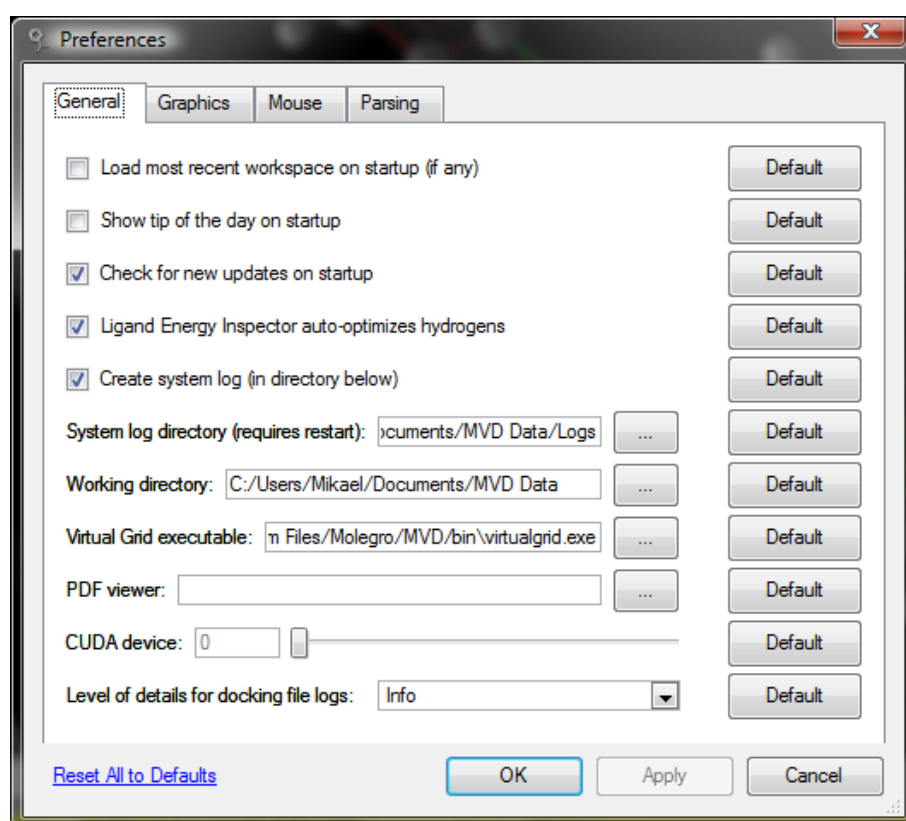 Preferences
General Graphics Mouse Parsing
Load most recent workspace on startup (if any) Default
Show tip of the day on startup Default
Check for new updates on startup Default
Ligand Energy Inspector auto-optimizes hydrogens Default
Create system log (in directory below) Default
System log directory (requires restart): ocuments/MVD Data/Logs ... Default
Working directory: C:/Users/Mikael/Documents/MVD Data ... Default
Virtual Grid executable: m Files/Molegro/MVD/bin\virtualgrid.exe ... Default
PDF viewer: ... Default
CUDA device: 0 Default
Level of details for docking file logs: Info Default
Reset All to Defaults OK Apply Cancel